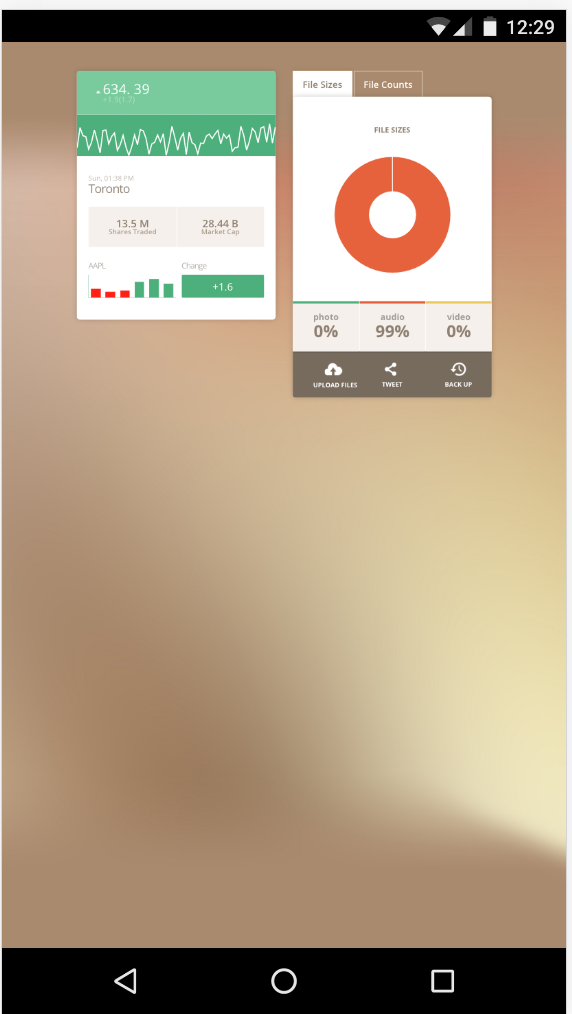 12:29
634. 39
+1.5(1.7)
Sun, 01:38 PM
Toronto
13.5 M
Shares Traded
28.44 B
Market Cap
AAPL
Change
+1.6
File Sizes
File Counts
FILE SIZES
photo
0%
audio
99%
video
0%
UPLOAD FILES
TWEET
BACK UP